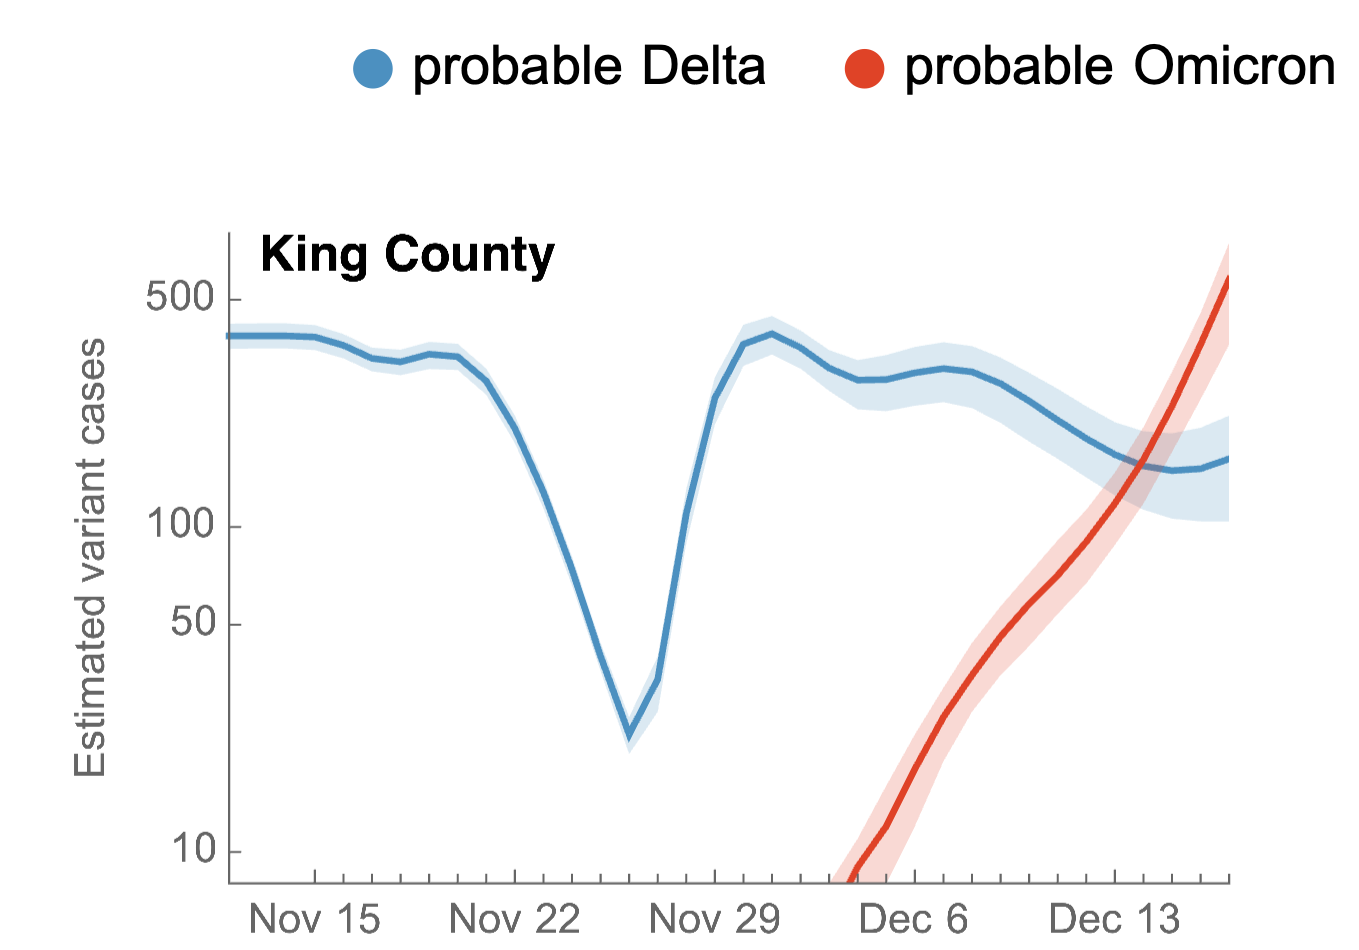 probable Delta probable Omicron
King County
Estimated variant cases
500
100
50
10
Nov 15 Nov 22 Nov 29 Dec 6 Dec 13